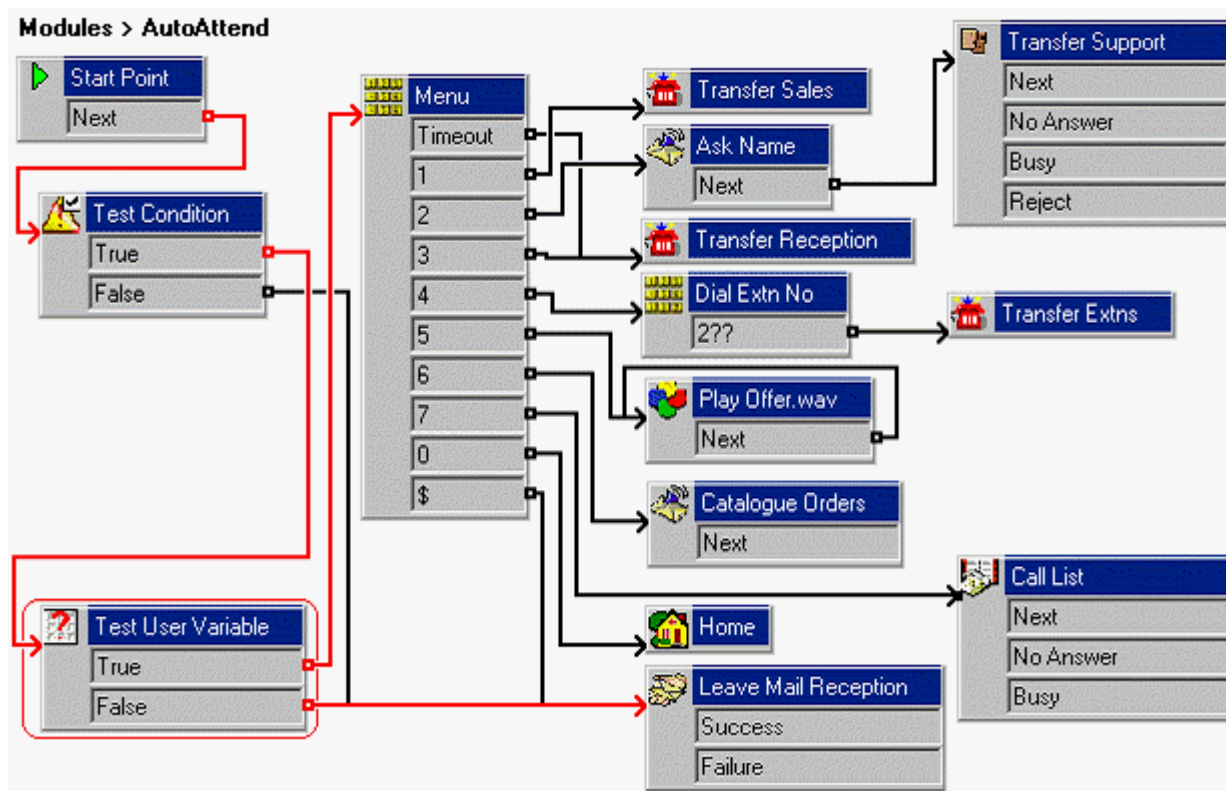 Modules > AutoAttend
Start Point
Next
Test Condition
True
False
Test User Variable
True
False
Menu
Timeout
1
2
3
4
5
6
7
0
$
Transfer Sales
Ask Name
Next
Transfer Reception
Dial Extn No
2??
Play Offer.wav
Next
Catalogue Orders
Next
Home
Leave Mail Reception
Success
Failure
Transfer Support
Next
No Answer
Busy
Reject
Transfer Extns
Call List
Next
No Answer
Busy